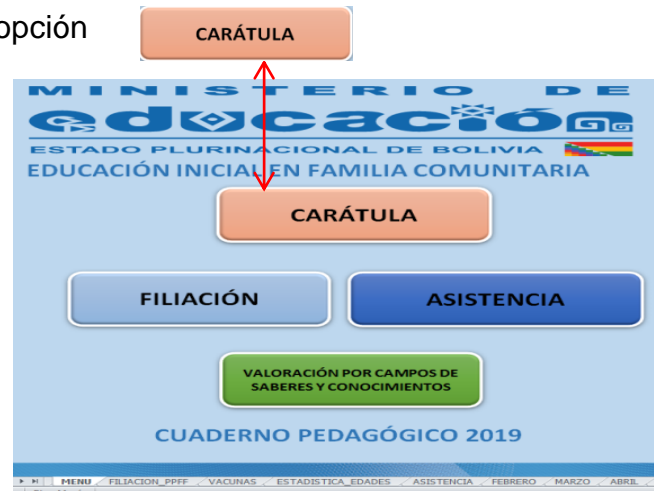 opción
CARÁTULA
MINISTERIO DE
educación
ESTADO PLURINACIONAL DE BOLIVIA
EDUCACIÓN INICIAL EN FAMILIA COMUNITARIA
CARÁTULA
FILIACIÓN
ASISTENCIA
VALORACIÓN POR CAMPOS DE
SABERES Y CONOCIMIENTOS
CUADERNO PEDAGÓGICO 2019
MENU FILIACION_PPFF VACUNAS ESTADISTICA_EDADES ASISTENCIA FEBRERO MARZO ABRIL